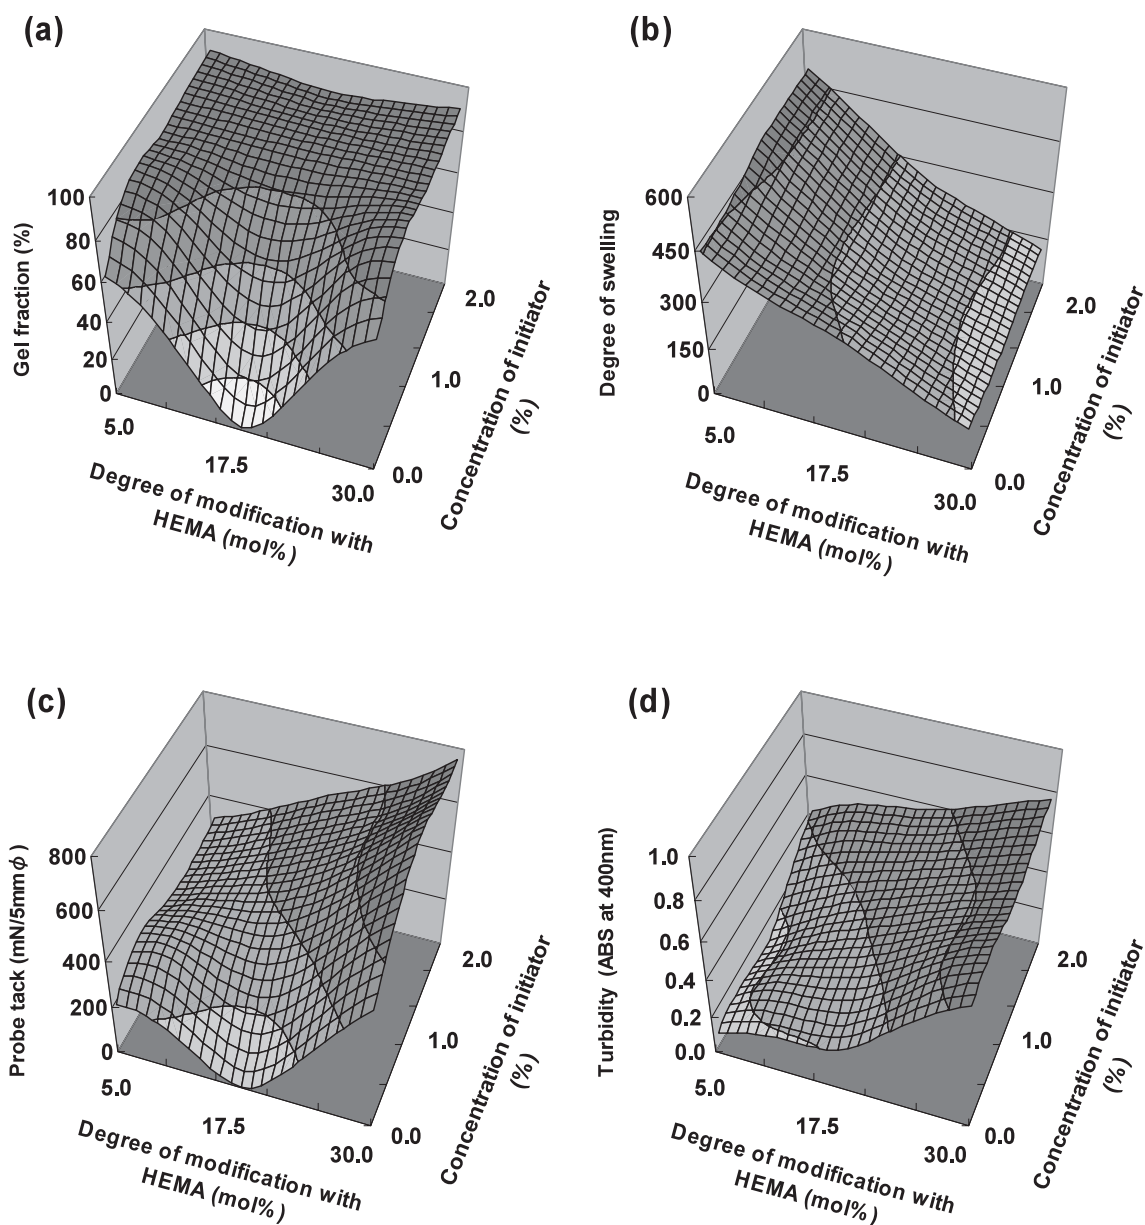 (a)
100
80
60
40
20
0
Gel fraction (%)
5.0
17.5
30.0
Degree of modification with
HEMA (mol%)
0.0
1.0
2.0
Concentration of initiator
(%)
(b)
600
450
300
150
0
Degree of swelling
5.0
17.5
30.0
Degree of modification with
HEMA (mol%)
0.0
1.0
2.0
Concentration of initiator
(%)
(c)
800
600
400
200
0
Probe tack (mN/5mmϕ)
5.0
17.5
30.0
Degree of modification with
HEMA (mol%)
0.0
1.0
2.0
Concentration of initiator
(%)
(d)
1.0
0.8
0.6
0.4
0.2
0.0
Turbidity (ABS at 400nm)
5.0
17.5
30.0
Degree of modification with
HEMA (mol%)
0.0
1.0
2.0
Concentration of initiator
(%)